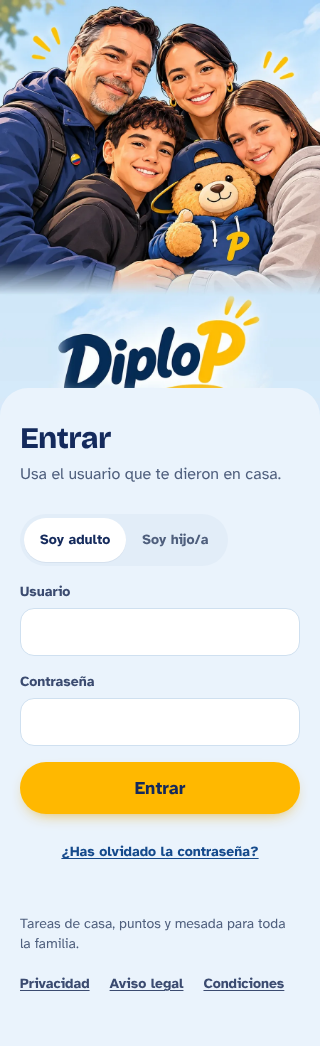 P
DiploP
Entrar
Usa el usuario que te dieron en casa.
Soy adulto Soy hijo/a
Usuario
Contraseña
Entrar
¿Has olvidado la contraseña?
Tareas de casa, puntos y mesada para toda
la familia.
Privacidad Aviso legal Condiciones